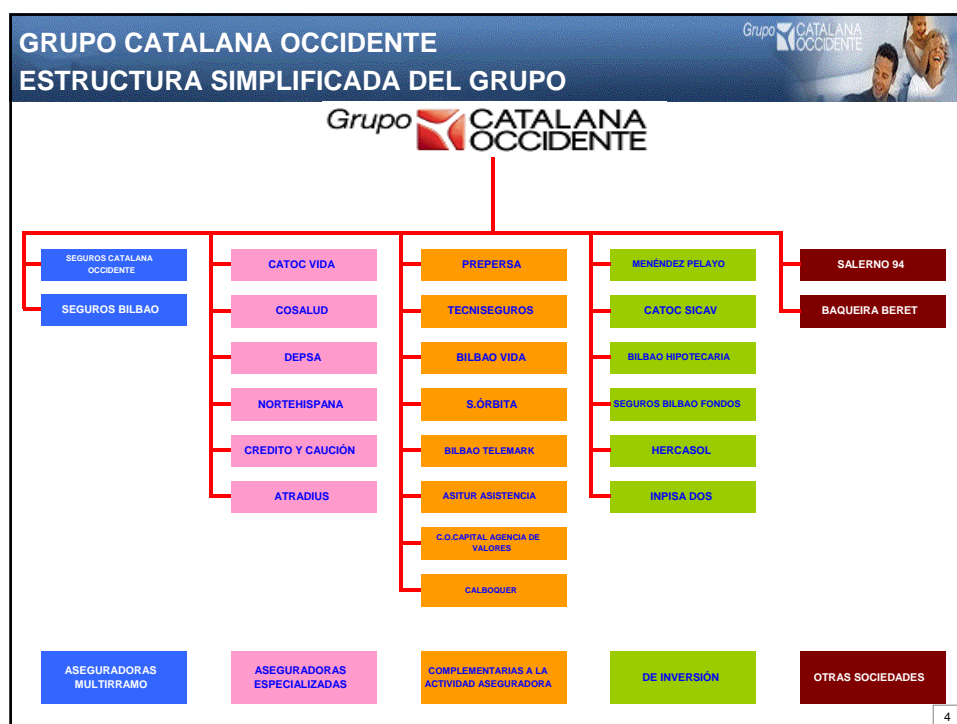 GRUPO CATALANA OCCIDENTE
ESTRUCTURA SIMPLIFICADA DEL GRUPO
Grupo CATALANA
OCCIDENTE
Grupo CATALANA
OCCIDENTE
SEGUROS CATALANA
OCCIDENTE
SEGUROS BILBAO
CATOC VIDA
COSALUD
DEPSA
NORTEHISPANA
CREDITO Y CAUCIÓN
ATRADIUS
PREPERSA
TECNISEGUROS
BILBAO VIDA
S.ÓRBITA
BILBAO TELEMARK
ASITUR ASISTENCIA
C.O.CAPITAL AGENCIA DE
VALORES
CALBOQUER
MENÉNDEZ PELAYO
CATOC SICAV
BILBAO HIPOTECARIA
SEGUROS BILBAO FONDOS
HERCASOL
INPISA DOS
SALERNO 94
BAQUEIRA BERET
ASEGURADORAS
MULTIRRAMO
ASEGURADORAS
ESPECIALIZADAS
COMPLEMENTARIAS A LA
ACTIVIDAD ASEGURADORA
DE INVERSIÓN
OTRAS SOCIEDADES
4